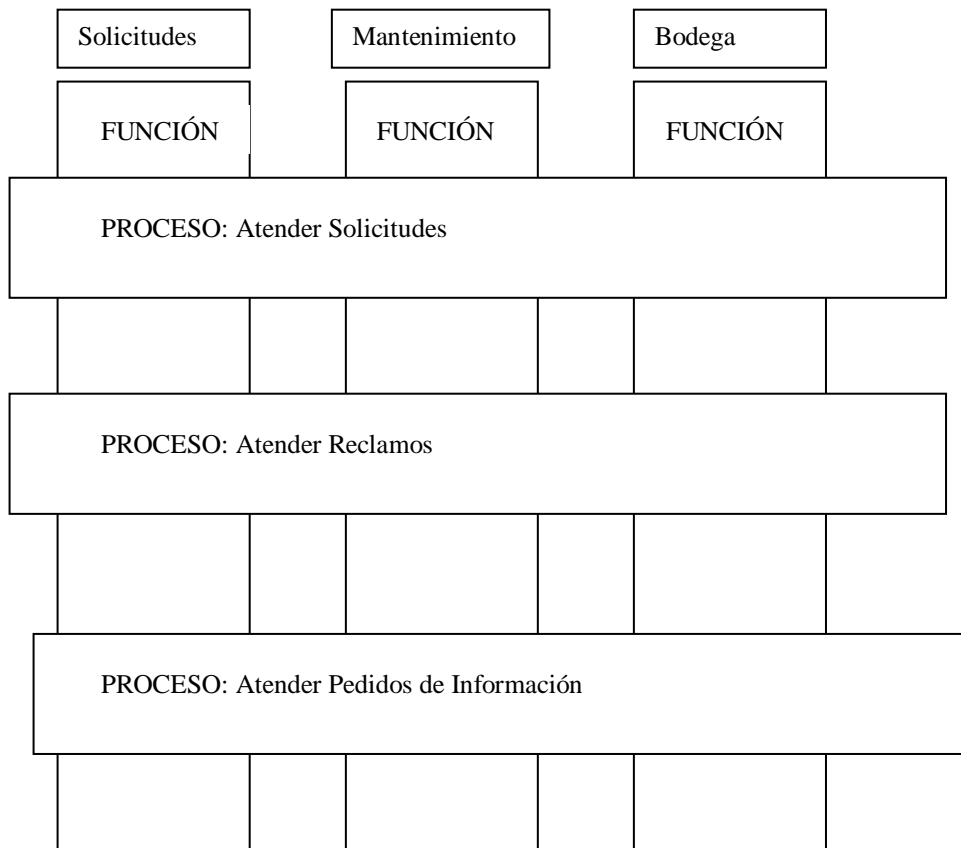 Solicitudes
Mantenimiento
Bodega
FUNCIÓN
FUNCIÓN
FUNCIÓN
PROCESO: Atender Solicitudes
PROCESO: Atender Reclamos
PROCESO: Atender Pedidos de Información